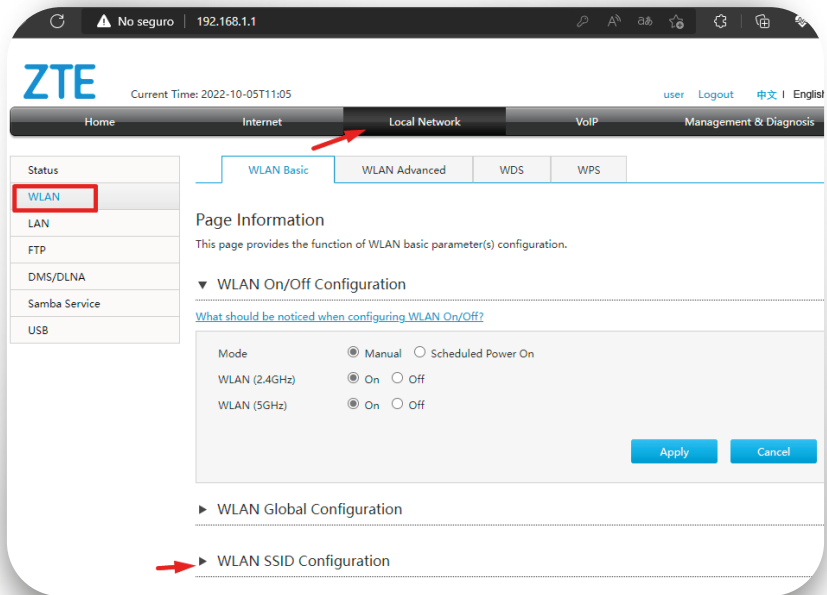 No seguro | 192.168.1.1
ZTE
Current Time: 2022-10-05T11:05
user Logout 中文 | English
Home Internet Local Network VoIP Management & Diagnosis
Status
WLAN
LAN
FTP
DMS/DLNA
Samba Service
USB
WLAN Basic WLAN Advanced WDS WPS
Page Information
This page provides the function of WLAN basic parameter(s) configuration.
WLAN On/Off Configuration
What should be noticed when configuring WLAN On/Off?
Mode Manual Scheduled Power On
WLAN (2.4GHz) On Off
WLAN (5GHz) On Off
Apply Cancel
WLAN Global Configuration
WLAN SSID Configuration